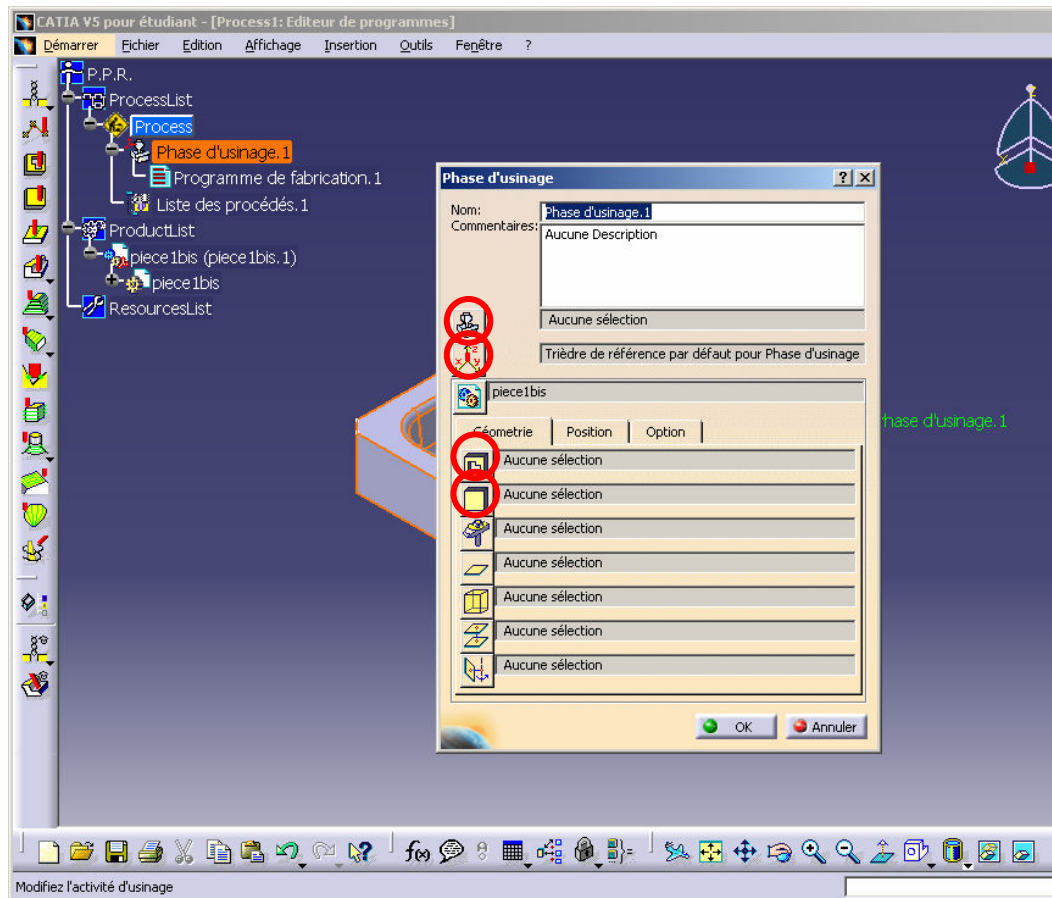 CATIA V5 pour étudiant - [Process1: Editeur de programmes]
Démarrer Fichier Edition Affichage Insertion Outils Fenêtre ?
P.P.R.
ProcessList
Process
Phase d'usinage.1
Programme de fabrication.1
Liste des procédés.1
ProductList
piece1bis (piece1bis.1)
piece1bis
ResourcesList
Phase d'usinage
Nom: Phase d'usinage.1
Commentaires: Aucune Description
Aucune sélection
Trièdre de référence par défaut pour Phase d'usinage
piece1bis
Géometrie Position Option
Aucune sélection
Aucune sélection
Aucune sélection
Aucune sélection
Aucune sélection
Aucune sélection
Aucune sélection
OK Annuler
hase d'usinage.1
f(x)
Modifiez l'activité d'usinage